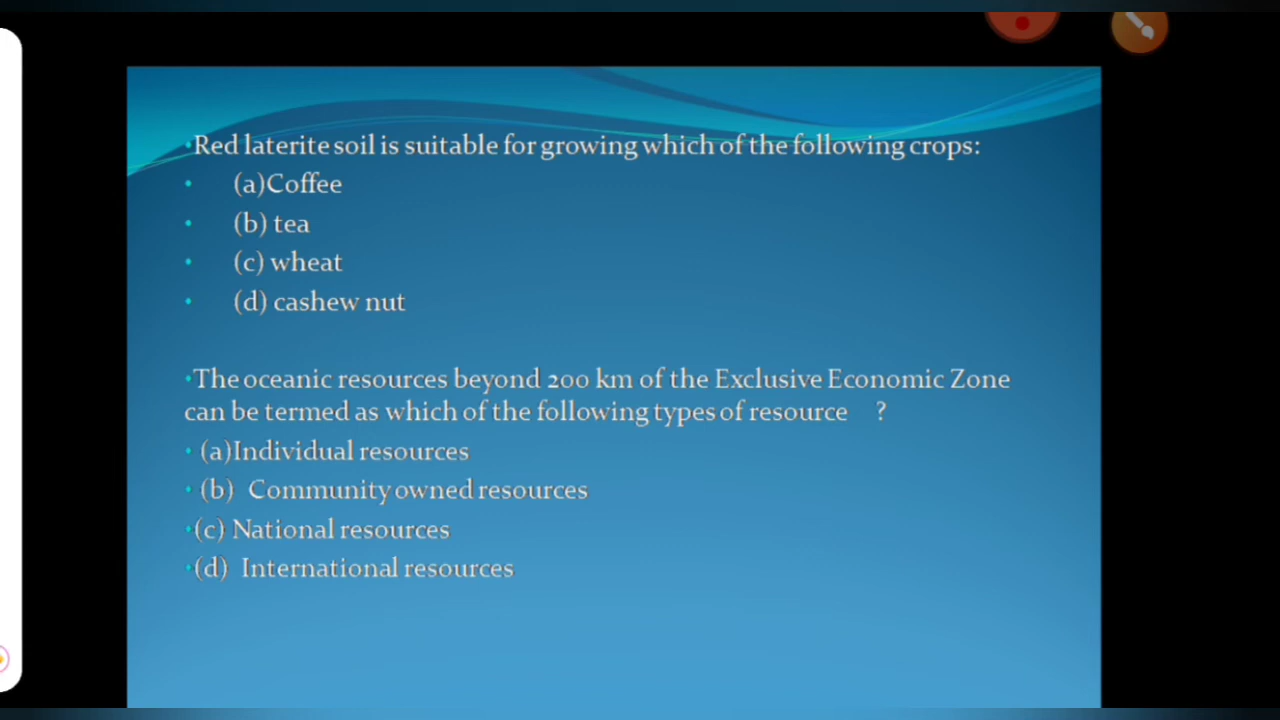 •Red laterite soil is suitable for growing which of the following crops:
• (a)Coffee
• (b) tea
• (c) wheat
• (d) cashew nut
•The oceanic resources beyond 200 km of the Exclusive Economic Zone
can be termed as which of the following types of resource ?
• (a)Individual resources
• (b) Community owned resources
•(c) National resources
•(d) International resources